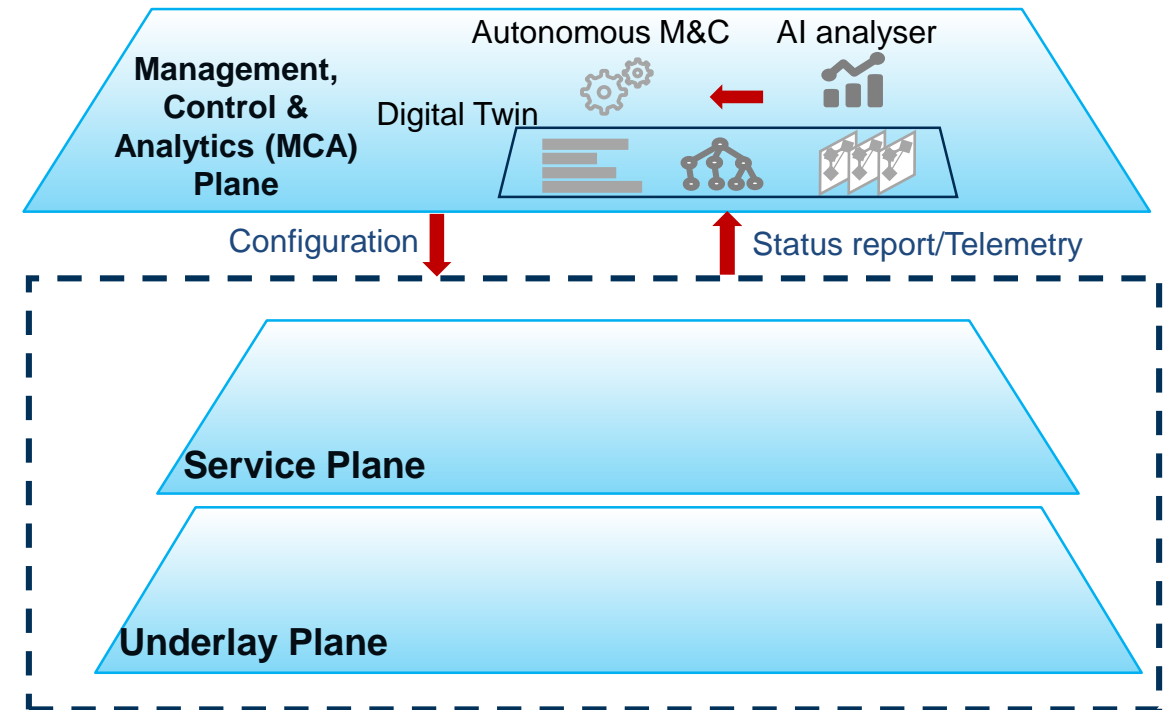 Autonomous M&C
AI analyser
Management,
Control &
Analytics (MCA)
Plane
Digital Twin
Configuration
Status report/Telemetry
Service Plane
Underlay Plane